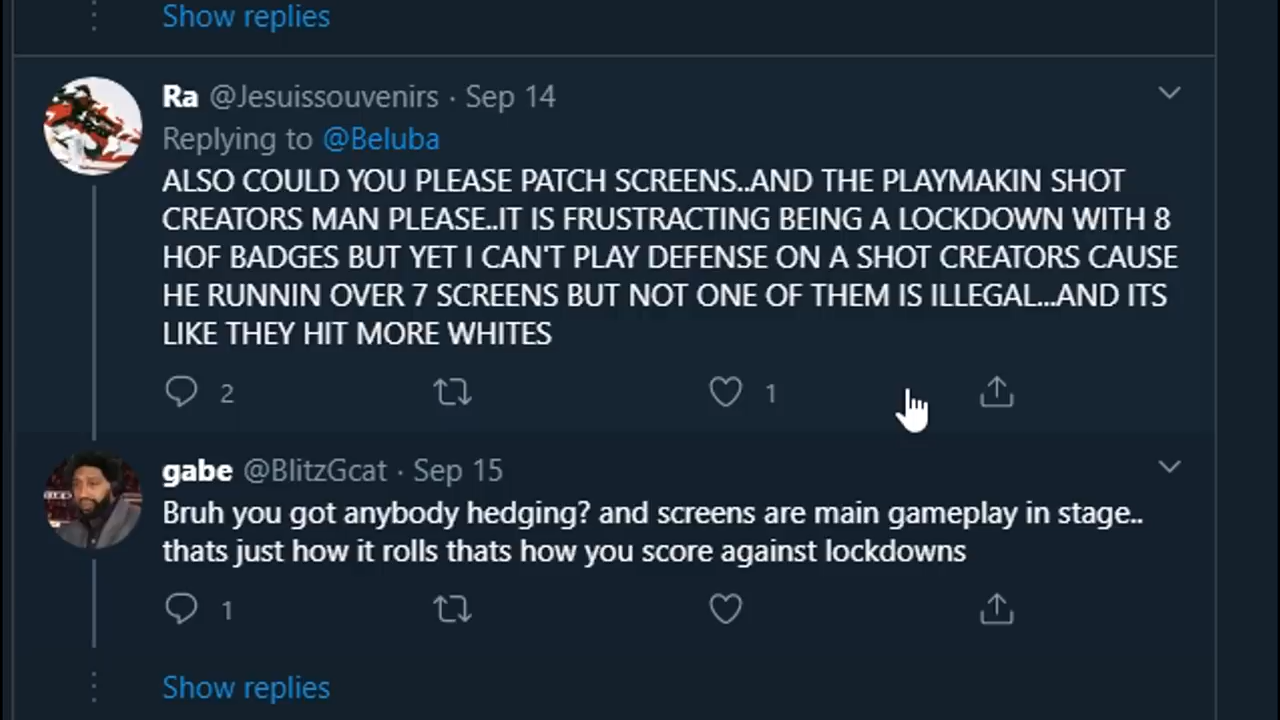 Show replies
Ra @Jesuissouvenirs · Sep 14
Replying to @Beluba
ALSO COULD YOU PLEASE PATCH SCREENS..AND THE PLAYMAKIN SHOT
CREATORS MAN PLEASE..IT IS FRUSTRACTING BEING A LOCKDOWN WITH 8
HOF BADGES BUT YET I CAN'T PLAY DEFENSE ON A SHOT CREATORS CAUSE
HE RUNNIN OVER 7 SCREENS BUT NOT ONE OF THEM IS ILLEGAL...AND ITS
LIKE THEY HIT MORE WHITES
2 1
gabe @BlitzGcat · Sep 15
Bruh you got anybody hedging? and screens are main gameplay in stage..
thats just how it rolls thats how you score against lockdowns
1
Show replies